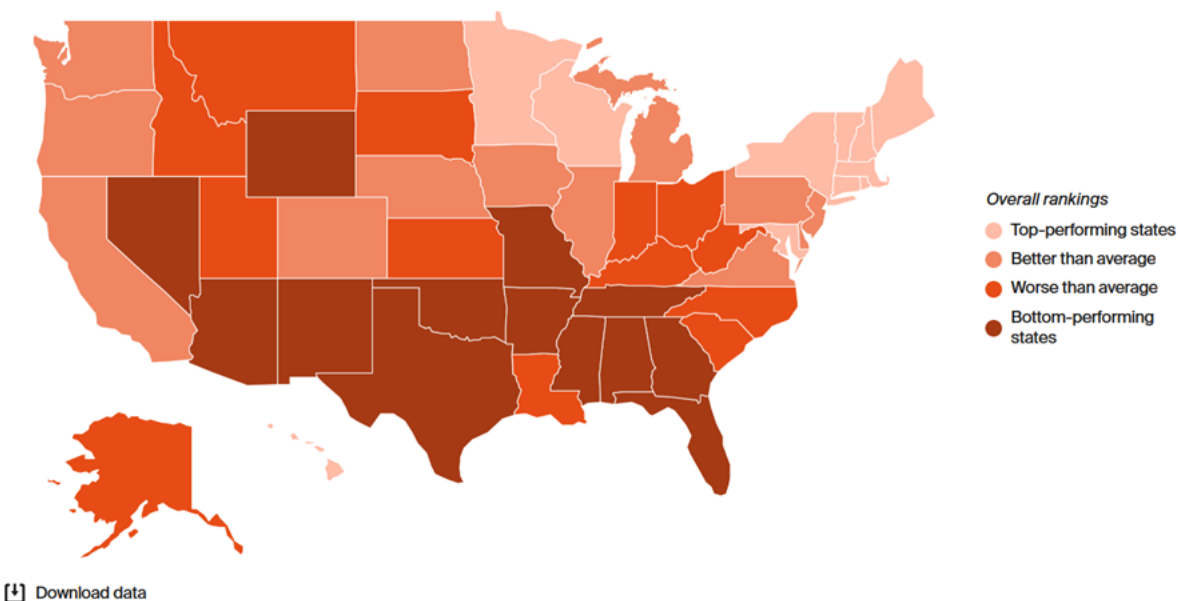 Overall rankings
Top-performing states
Better than average
Worse than average
Bottom-performing
states
Download data